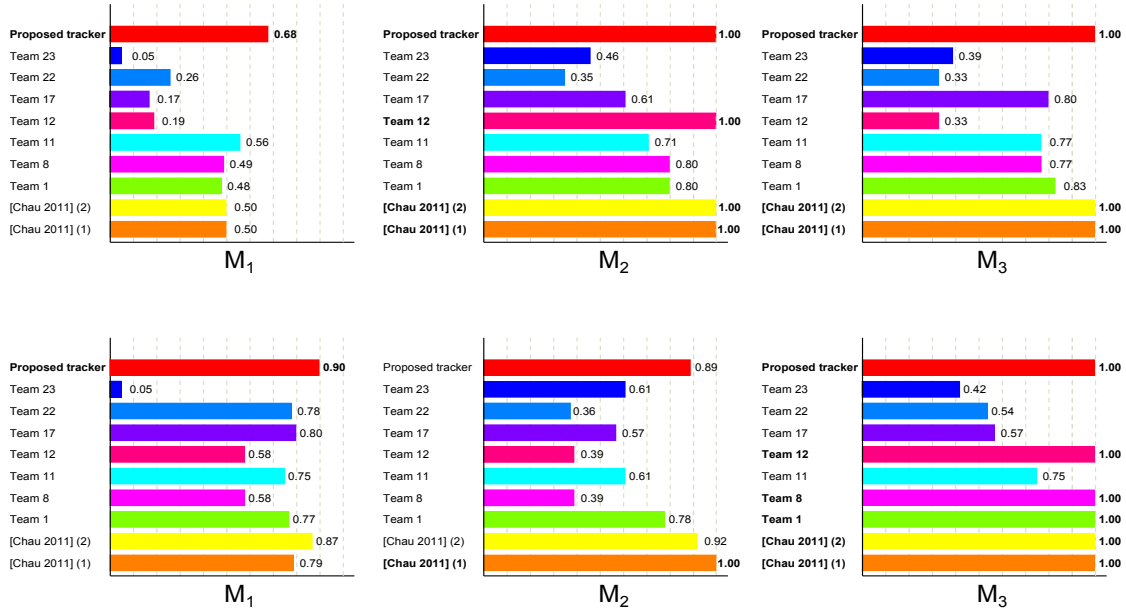 Proposed tracker 0.68
Team 23 0.05
Team 22 0.26
Team 17 0.17
Team 12 0.19
Team 11 0.56
Team 8 0.49
Team 1 0.48
[Chau 2011] (2) 0.50
[Chau 2011] (1) 0.50
M1
Proposed tracker 1.00
Team 23 0.46
Team 22 0.35
Team 17 0.61
Team 12 1.00
Team 11 0.71
Team 8 0.80
Team 1 0.80
[Chau 2011] (2) 1.00
[Chau 2011] (1) 1.00
M2
Proposed tracker 1.00
Team 23 0.39
Team 22 0.33
Team 17 0.80
Team 12 0.33
Team 11 0.77
Team 8 0.77
Team 1 0.83
[Chau 2011] (2) 1.00
[Chau 2011] (1) 1.00
M3
Proposed tracker 0.90
Team 23 0.05
Team 22 0.78
Team 17 0.80
Team 12 0.58
Team 11 0.75
Team 8 0.58
Team 1 0.77
[Chau 2011] (2) 0.87
[Chau 2011] (1) 0.79
M1
Proposed tracker 0.89
Team 23 0.61
Team 22 0.36
Team 17 0.57
Team 12 0.39
Team 11 0.61
Team 8 0.39
Team 1 0.78
[Chau 2011] (2) 0.92
[Chau 2011] (1) 1.00
M2
Proposed tracker 1.00
Team 23 0.42
Team 22 0.54
Team 17 0.57
Team 12 1.00
Team 11 0.75
Team 8 1.00
Team 1 1.00
[Chau 2011] (2) 1.00
[Chau 2011] (1) 1.00
M3